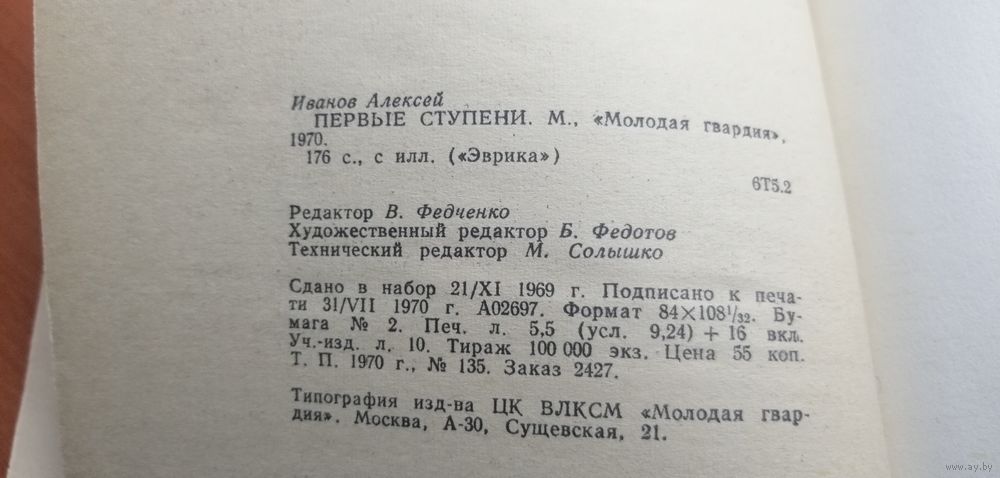 Иванов Алексей
ПЕРВЫЕ СТУПЕНИ. М., «Молодая гвардия»,
1970.
176 с., с илл. («Эврика»)
6Т5.2
Редактор В. Федченко
Художественный редактор Б. Федотов
Технический редактор М. Солышко
Сдано в набор 21/XI 1969 г. Подписано к печа-
ти 31/VII 1970 г. А02697. Формат 84×108¹/₃₂. Бу-
мага № 2. Печ. л. 5,5 (усл. 9,24) + 16 вкл.
Уч.-изд. л. 10. Тираж 100 000 экз. Цена 55 коп.
Т. П. 1970 г., № 135. Заказ 2427.
Типография изд-ва ЦК ВЛКСМ «Молодая гвар-
дия». Москва, А-30, Сущевская, 21.
www.ay.by